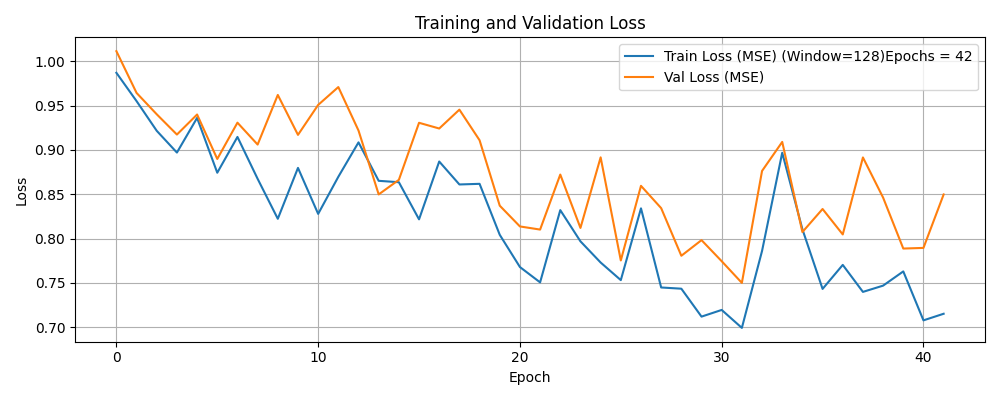 Training and Validation Loss
Train Loss (MSE) (Window=128)Epochs = 42
Val Loss (MSE)
Loss
1.00
0.95
0.90
0.85
0.80
0.75
0.70
0
10
20
30
40
Epoch